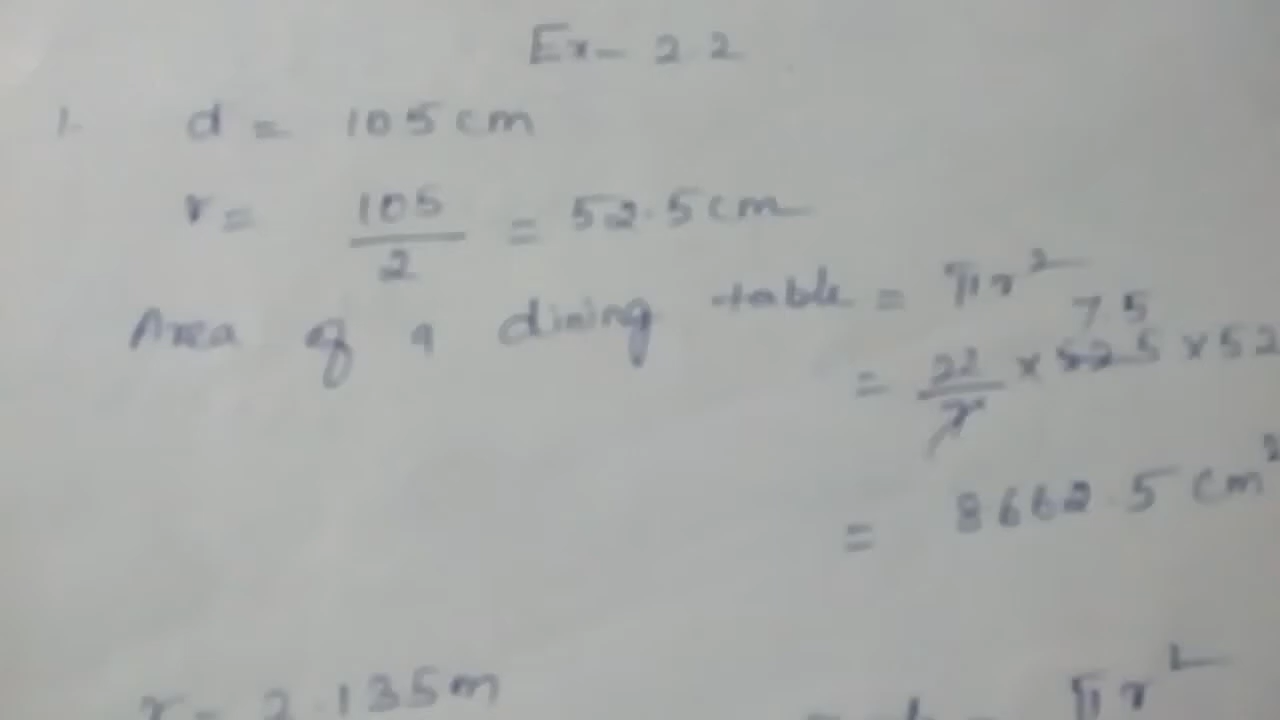 Ex - 2.2
1. d = 105 cm
r = 105/2 = 52.5 cm
Area of a dining table = πr²
7 5
= 22/7 × 52.5 × 52
= 8662.5 cm²
r = 2.135 m
πr²